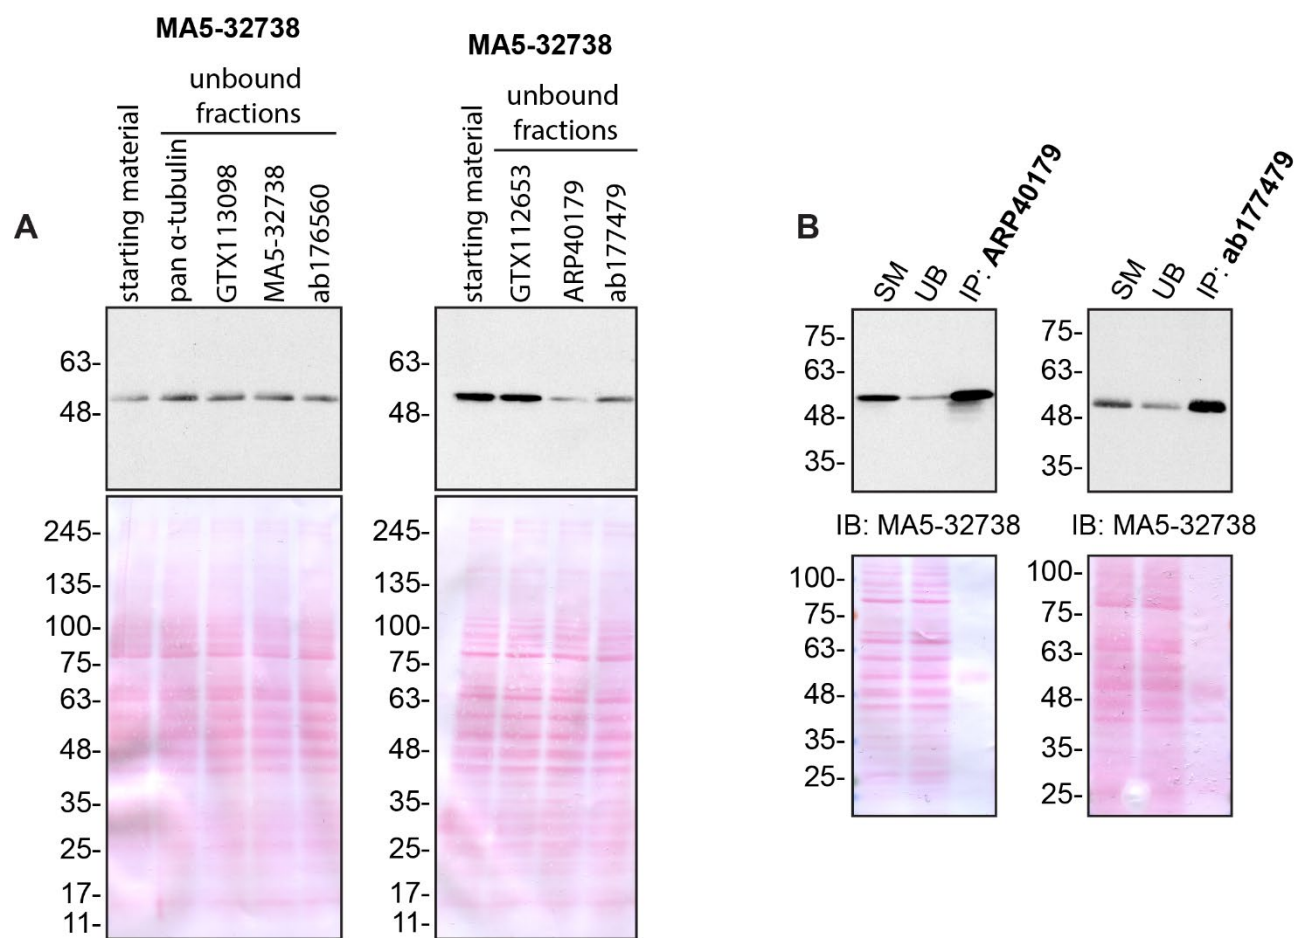 A
MA5-32738
unbound
fractions
starting material
pan α-tubulin
GTX113098
MA5-32738
ab176560
63-
48-
245-
135-
100-
75-
63-
48-
35-
25-
17-
11-
MA5-32738
unbound
fractions
starting material
GTX112653
ARP40179
ab177479
63-
48-
245-
135-
100-
75-
63-
48-
35-
25-
17-
11-
B
SM
UB
IP: ARP40179
75-
63-
48-
35-
IB: MA5-32738
100-
75-
63-
48-
35-
25-
SM
UB
IP: ab177479
75-
63-
48-
35-
IB: MA5-32738
100-
75-
63-
48-
35-
25-